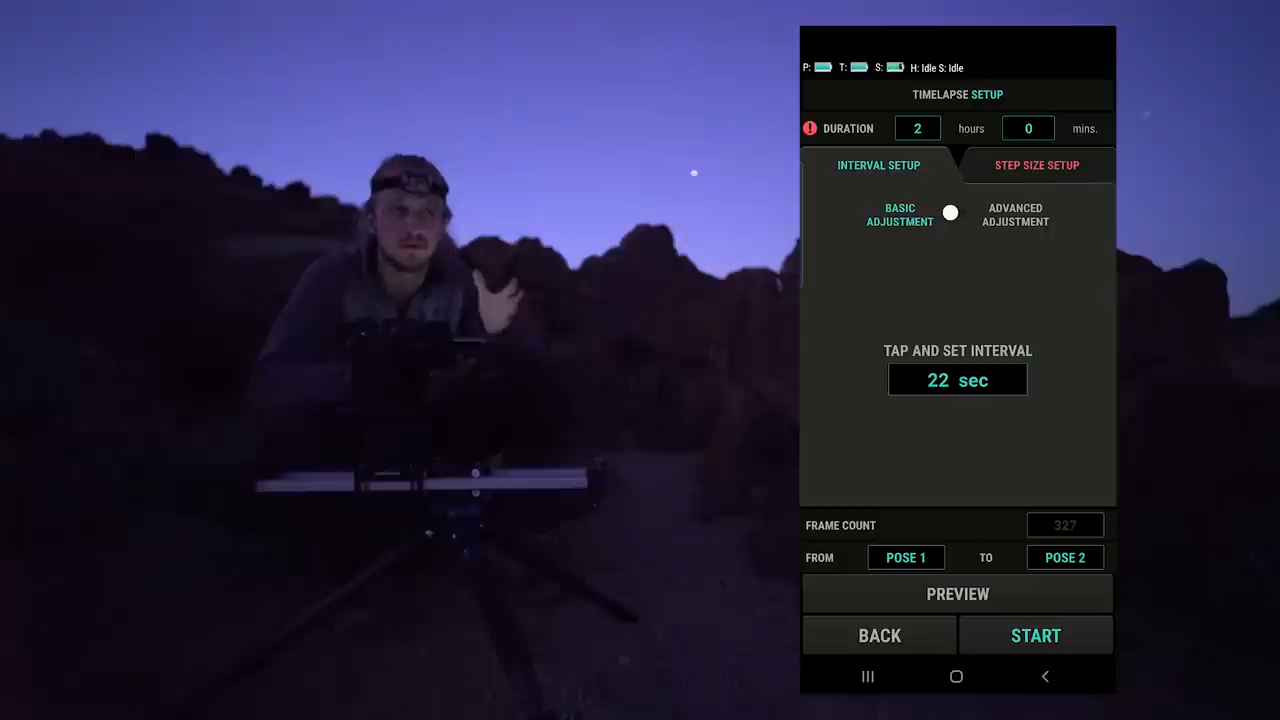 P: T: S: H: Idle S: Idle
TIMELAPSE SETUP
! DURATION 2 hours 0 mins.
INTERVAL SETUP STEP SIZE SETUP
BASIC ADJUSTMENT ADVANCED ADJUSTMENT
TAP AND SET INTERVAL
22 sec
FRAME COUNT 327
FROM POSE 1 TO POSE 2
PREVIEW
BACK START